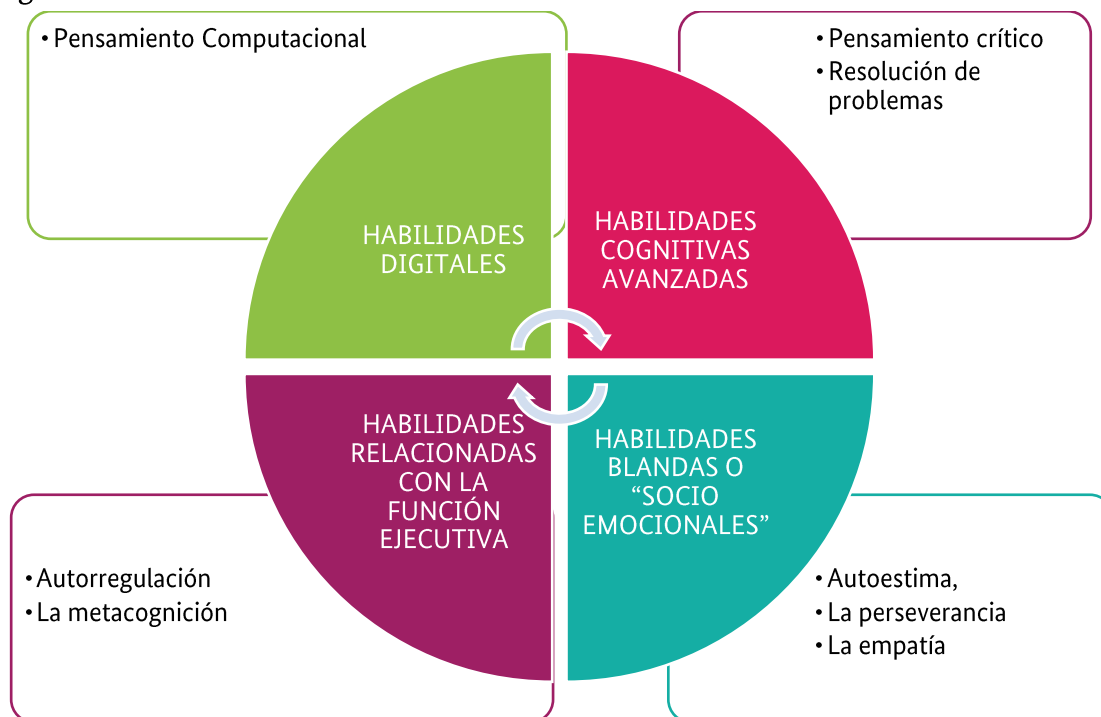 • Pensamiento Computacional
• Pensamiento crítico
• Resolución de
problemas
HABILIDADES
DIGITALES
HABILIDADES
COGNITIVAS
AVANZADAS
HABILIDADES
RELACIONADAS
CON LA
FUNCIÓN
EJECUTIVA
HABILIDADES
BLANDAS O
“SOCIO
EMOCIONALES”
• Autorregulación
• La metacognición
• Autoestima,
• La perseverancia
• La empatía